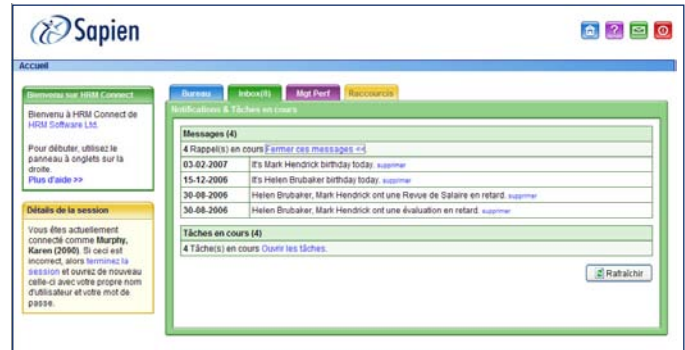 Sapien
Accueil
Bienvenu sur HRM Connect
Bienvenu à HRM Connect de
HRM Software Ltd.
Pour débuter, utilisez le
panneau à onglets sur la
droite.
Plus d'aide >>
Détails de la session
Vous êtes actuellement
connecté comme Murphy,
Karen (2090). Si ceci est
incorrect, alors terminez la
session et ouvrez de nouveau
celle-ci avec votre propre nom
d'utilisateur et votre mot de
passe.
Bureau Inbox(8) Mgt Perf Raccourcis
Notifications & Tâches en cours
Messages (4)
4 Rappel(s) en cours Fermer ces messages <<
03-02-2007 It's Mark Hendrick birthday today. supprimer
15-12-2006 It's Helen Brubaker birthday today. supprimer
30-08-2006 Helen Brubaker, Mark Hendrick ont une Revue de Salaire en retard. supprimer
30-08-2006 Helen Brubaker, Mark Hendrick ont une évaluation en retard. supprimer
Tâches en cours (4)
4 Tâche(s) en cours Ouvrir les tâches.
Rafraîchir